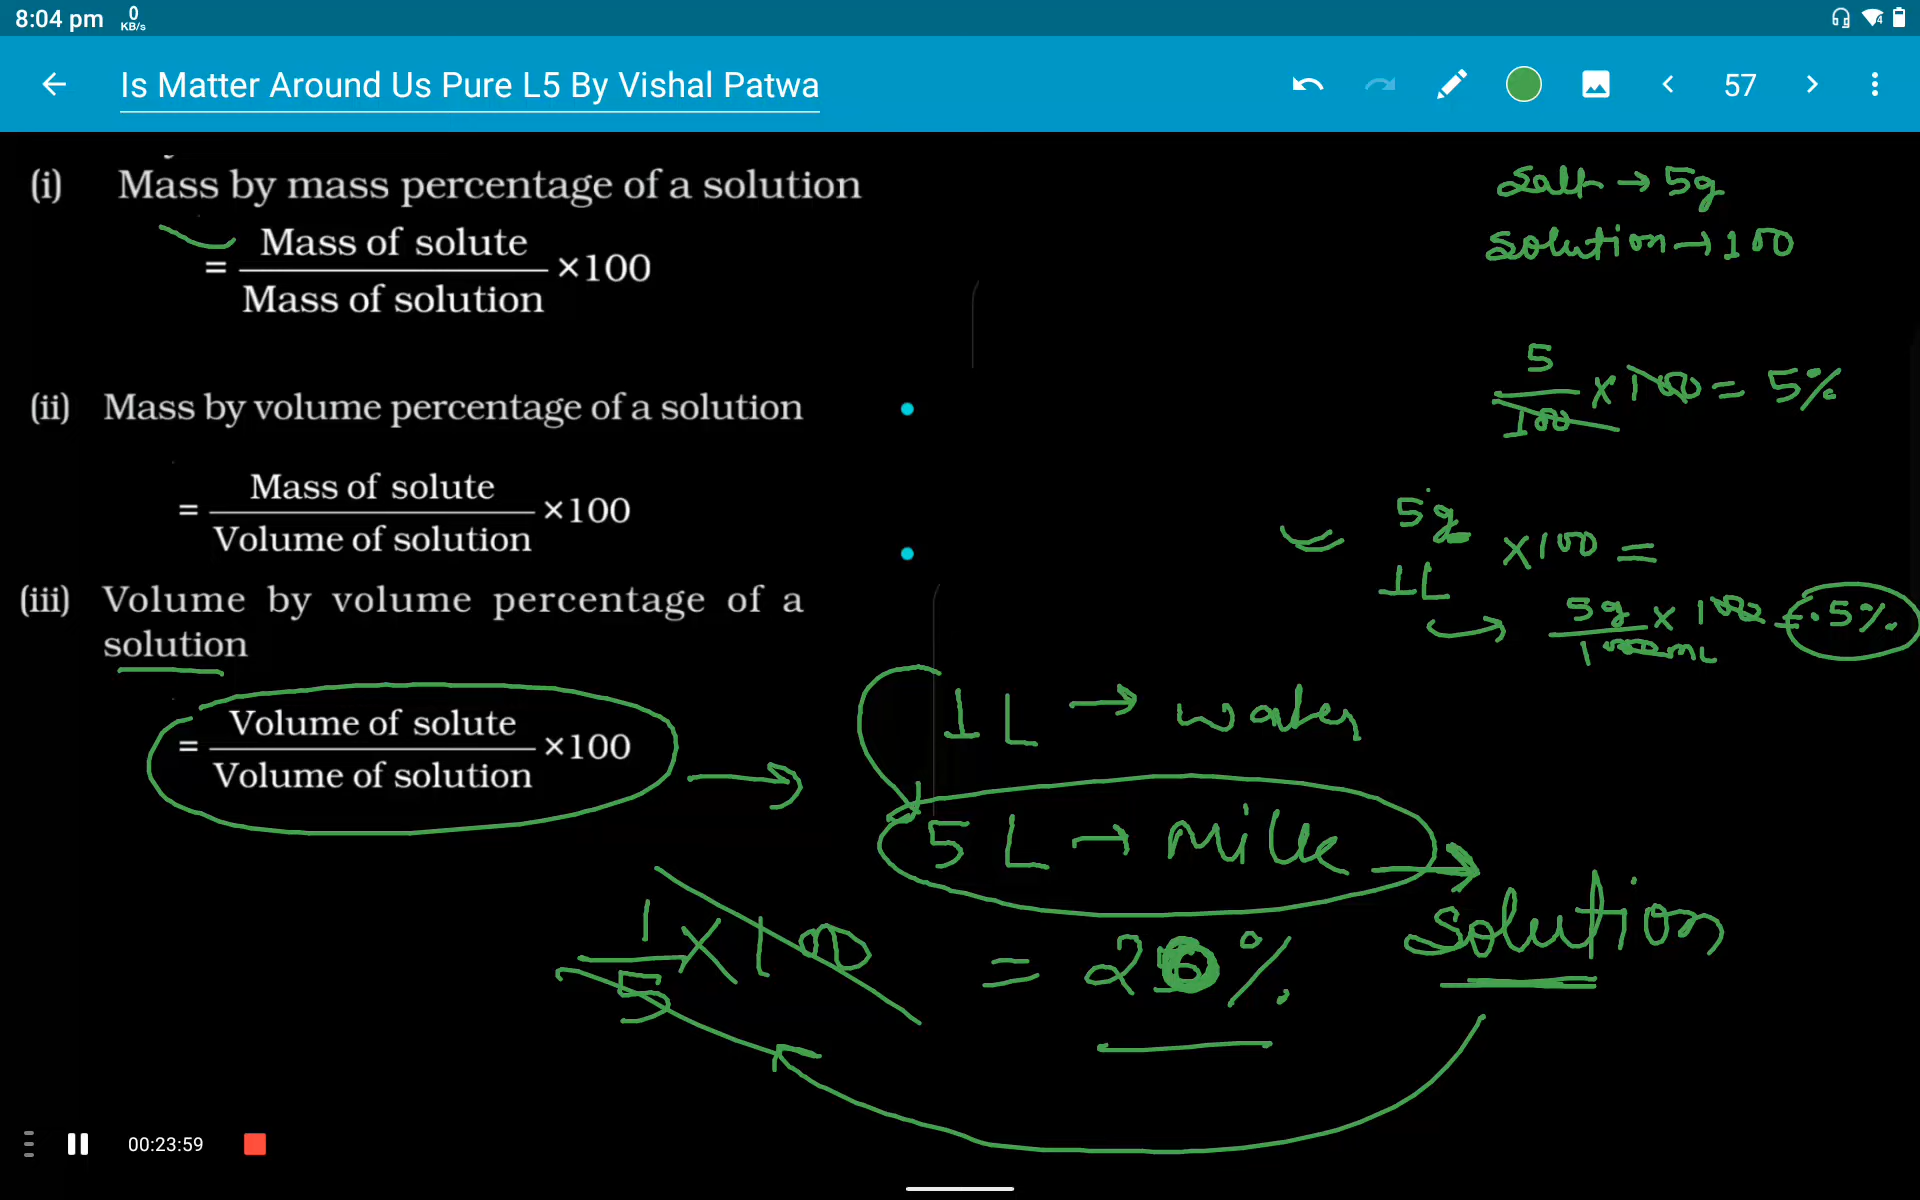 8:04 pm 0 KB/s
Is Matter Around Us Pure L5 By Vishal Patwa 57
(i) Mass by mass percentage of a solution
= Mass of solute / Mass of solution ×100
(ii) Mass by volume percentage of a solution
= Mass of solute / Volume of solution ×100
(iii) Volume by volume percentage of a
solution
= Volume of solute / Volume of solution ×100
Salt → 5g
Solution → 100
5/100 × 100 = 5%
5g/1L × 100 =
5g/1000mL × 100 = .5%
1L → water
5L → Milk → Solution
1/5 × 100 = 20%
00:23:59